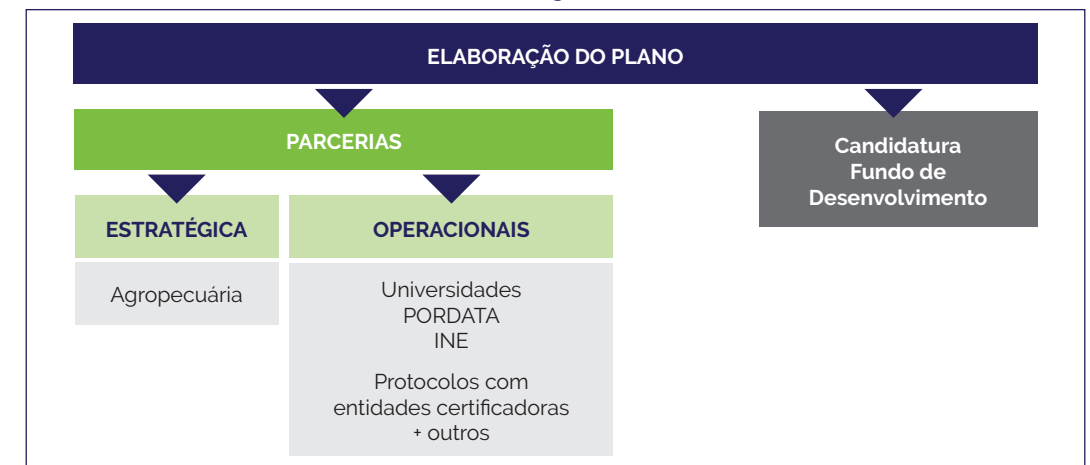 ELABORAÇÃO DO PLANO
PARCERIAS
Candidatura
Fundo de
Desenvolvimento
ESTRATÉGICA
OPERACIONAIS
Agropecuária
Universidades
PORDATA
INE
Protocolos com
entidades certificadoras
+ outros